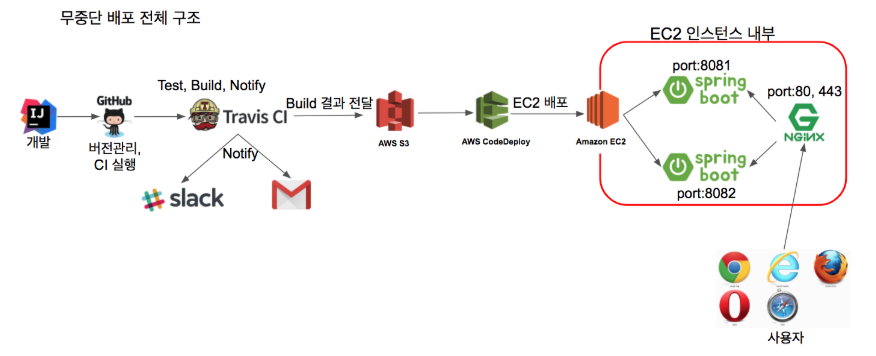 무중단 배포 전체 구조
EC2 인스턴스 내부
port:8081
Test, Build, Notify
GitHub
Build 결과 전달
EC2 배포
spring
boot
port:80, 443
IJ
Travis CI
NGiNX
개발
버전관리,
CI 실행
AWS S3
AWS CodeDeploy
Amazon EC2
Notify
spring
boot
slack
port:8082
사용자